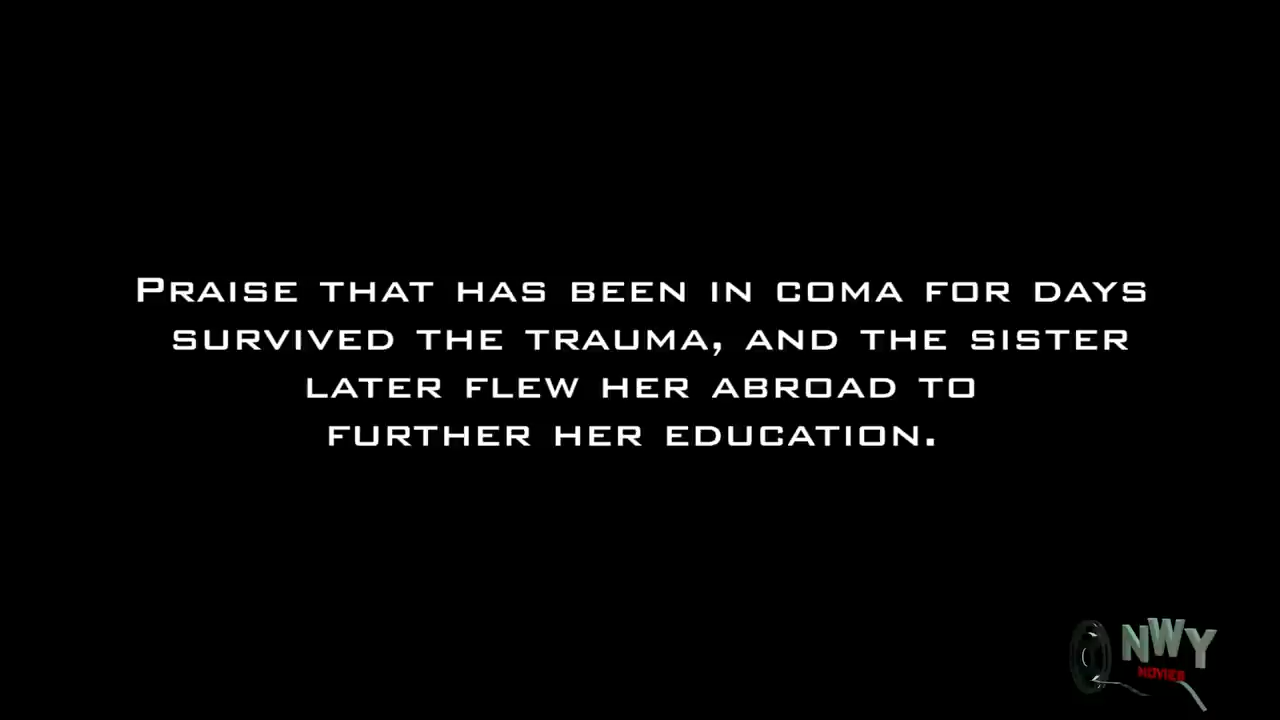 PRAISE THAT HAS BEEN IN COMA FOR DAYS
SURVIVED THE TRAUMA, AND THE SISTER
LATER FLEW HER ABROAD TO
FURTHER HER EDUCATION.
NWY
MOVIES